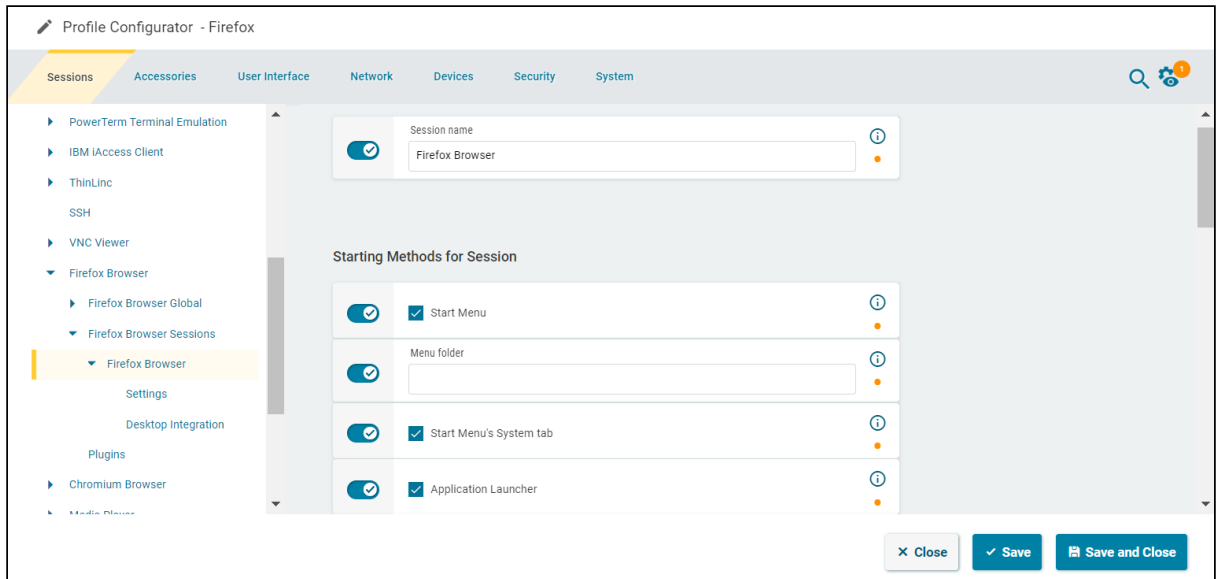 Profile Configurator - Firefox
Sessions Accessories User Interface Network Devices Security System
1
PowerTerm Terminal Emulation
IBM iAccess Client
ThinLinc
SSH
VNC Viewer
Firefox Browser
Firefox Browser Global
Firefox Browser Sessions
Firefox Browser
Settings
Desktop Integration
Plugins
Chromium Browser
Media Player
Session name
Firefox Browser
Starting Methods for Session
Start Menu
Menu folder
Start Menu's System tab
Application Launcher
Close Save Save and Close